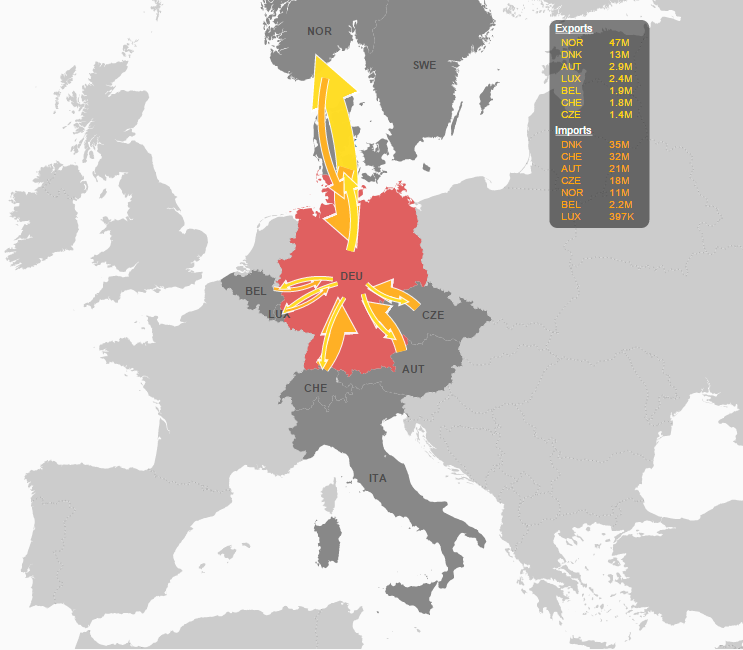 NOR
SWE
Exports
NOR 47M
DNK 13M
AUT 2.9M
LUX 2.4M
BEL 1.9M
CHE 1.8M
CZE 1.4M
Imports
DNK 35M
CHE 32M
AUT 21M
CZE 18M
NOR 11M
BEL 2.2M
LUX 397K
DEU
BEL
LUX
CZE
AUT
CHE
ITA